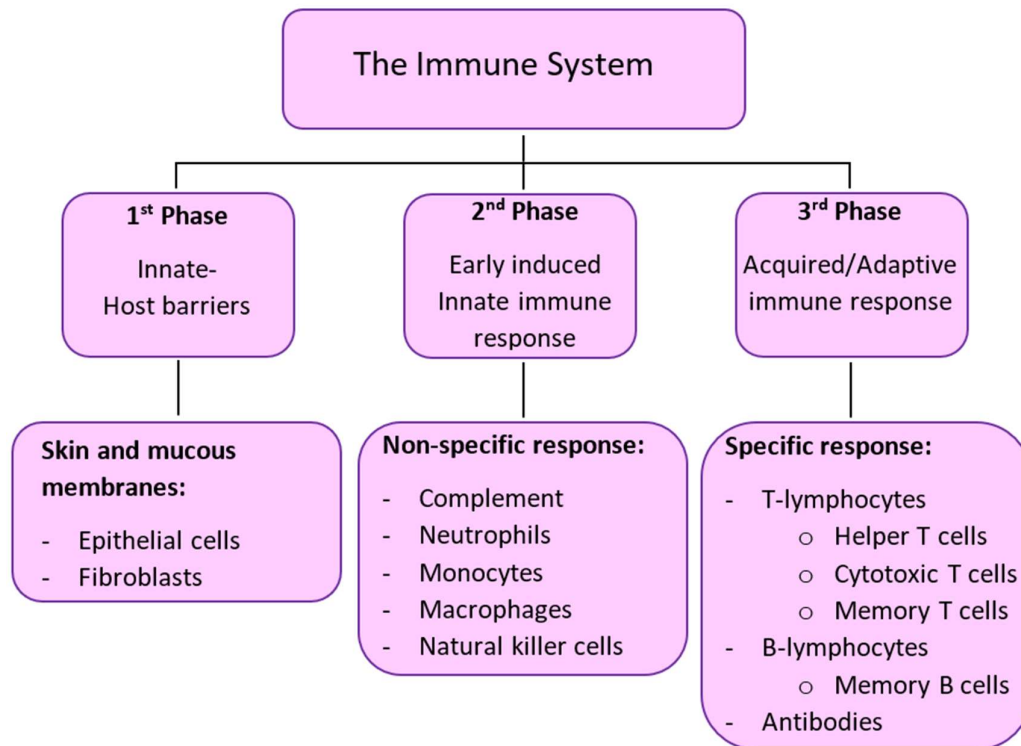 The Immune System
1st Phase
Innate-
Host barriers
2nd Phase
Early induced
Innate immune
response
3rd Phase
Acquired/Adaptive
immune response
Skin and mucous
membranes:
- Epithelial cells
- Fibroblasts
Non-specific response:
- Complement
- Neutrophils
- Monocytes
- Macrophages
- Natural killer cells
Specific response:
- T-lymphocytes
o Helper T cells
o Cytotoxic T cells
o Memory T cells
- B-lymphocytes
o Memory B cells
- Antibodies